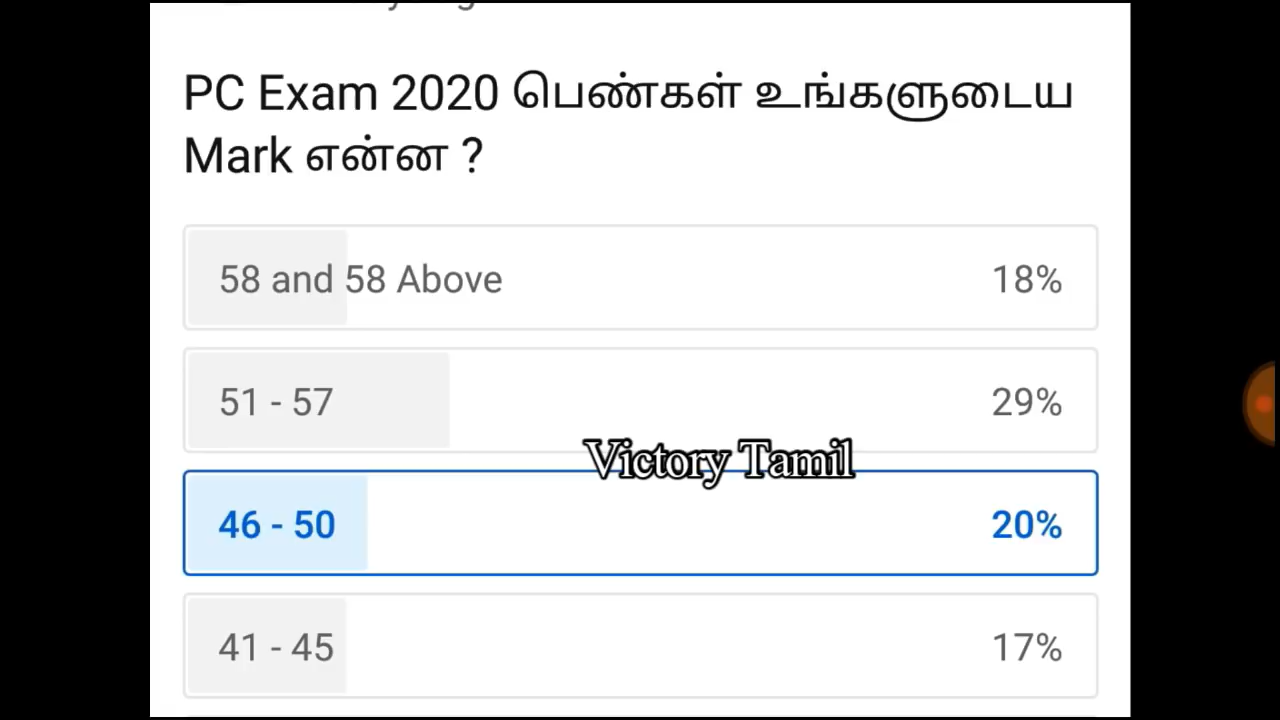 PC Exam 2020 பெண்கள் உங்களுடைய
Mark என்ன ?
58 and 58 Above 18%
51 - 57 29%
Victory Tamil
46 - 50 20%
41 - 45 17%